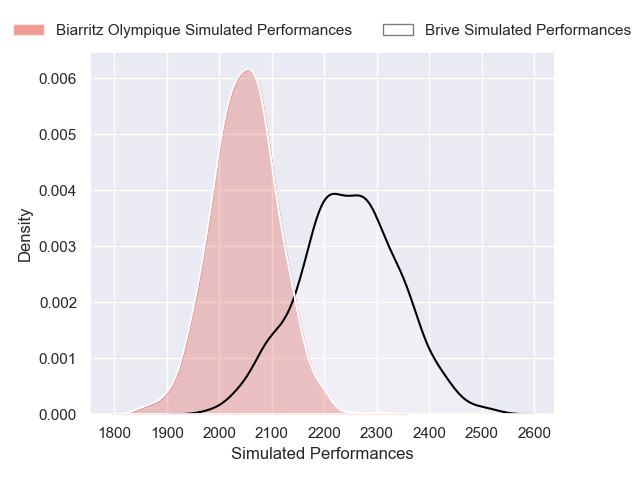 Biarritz Olympique Simulated Performances
Brive Simulated Performances
0.006
0.005
0.004
0.003
0.002
0.001
0.000
Density
1800 1900 2000 2100 2200 2300 2400 2500 2600
Simulated Performances